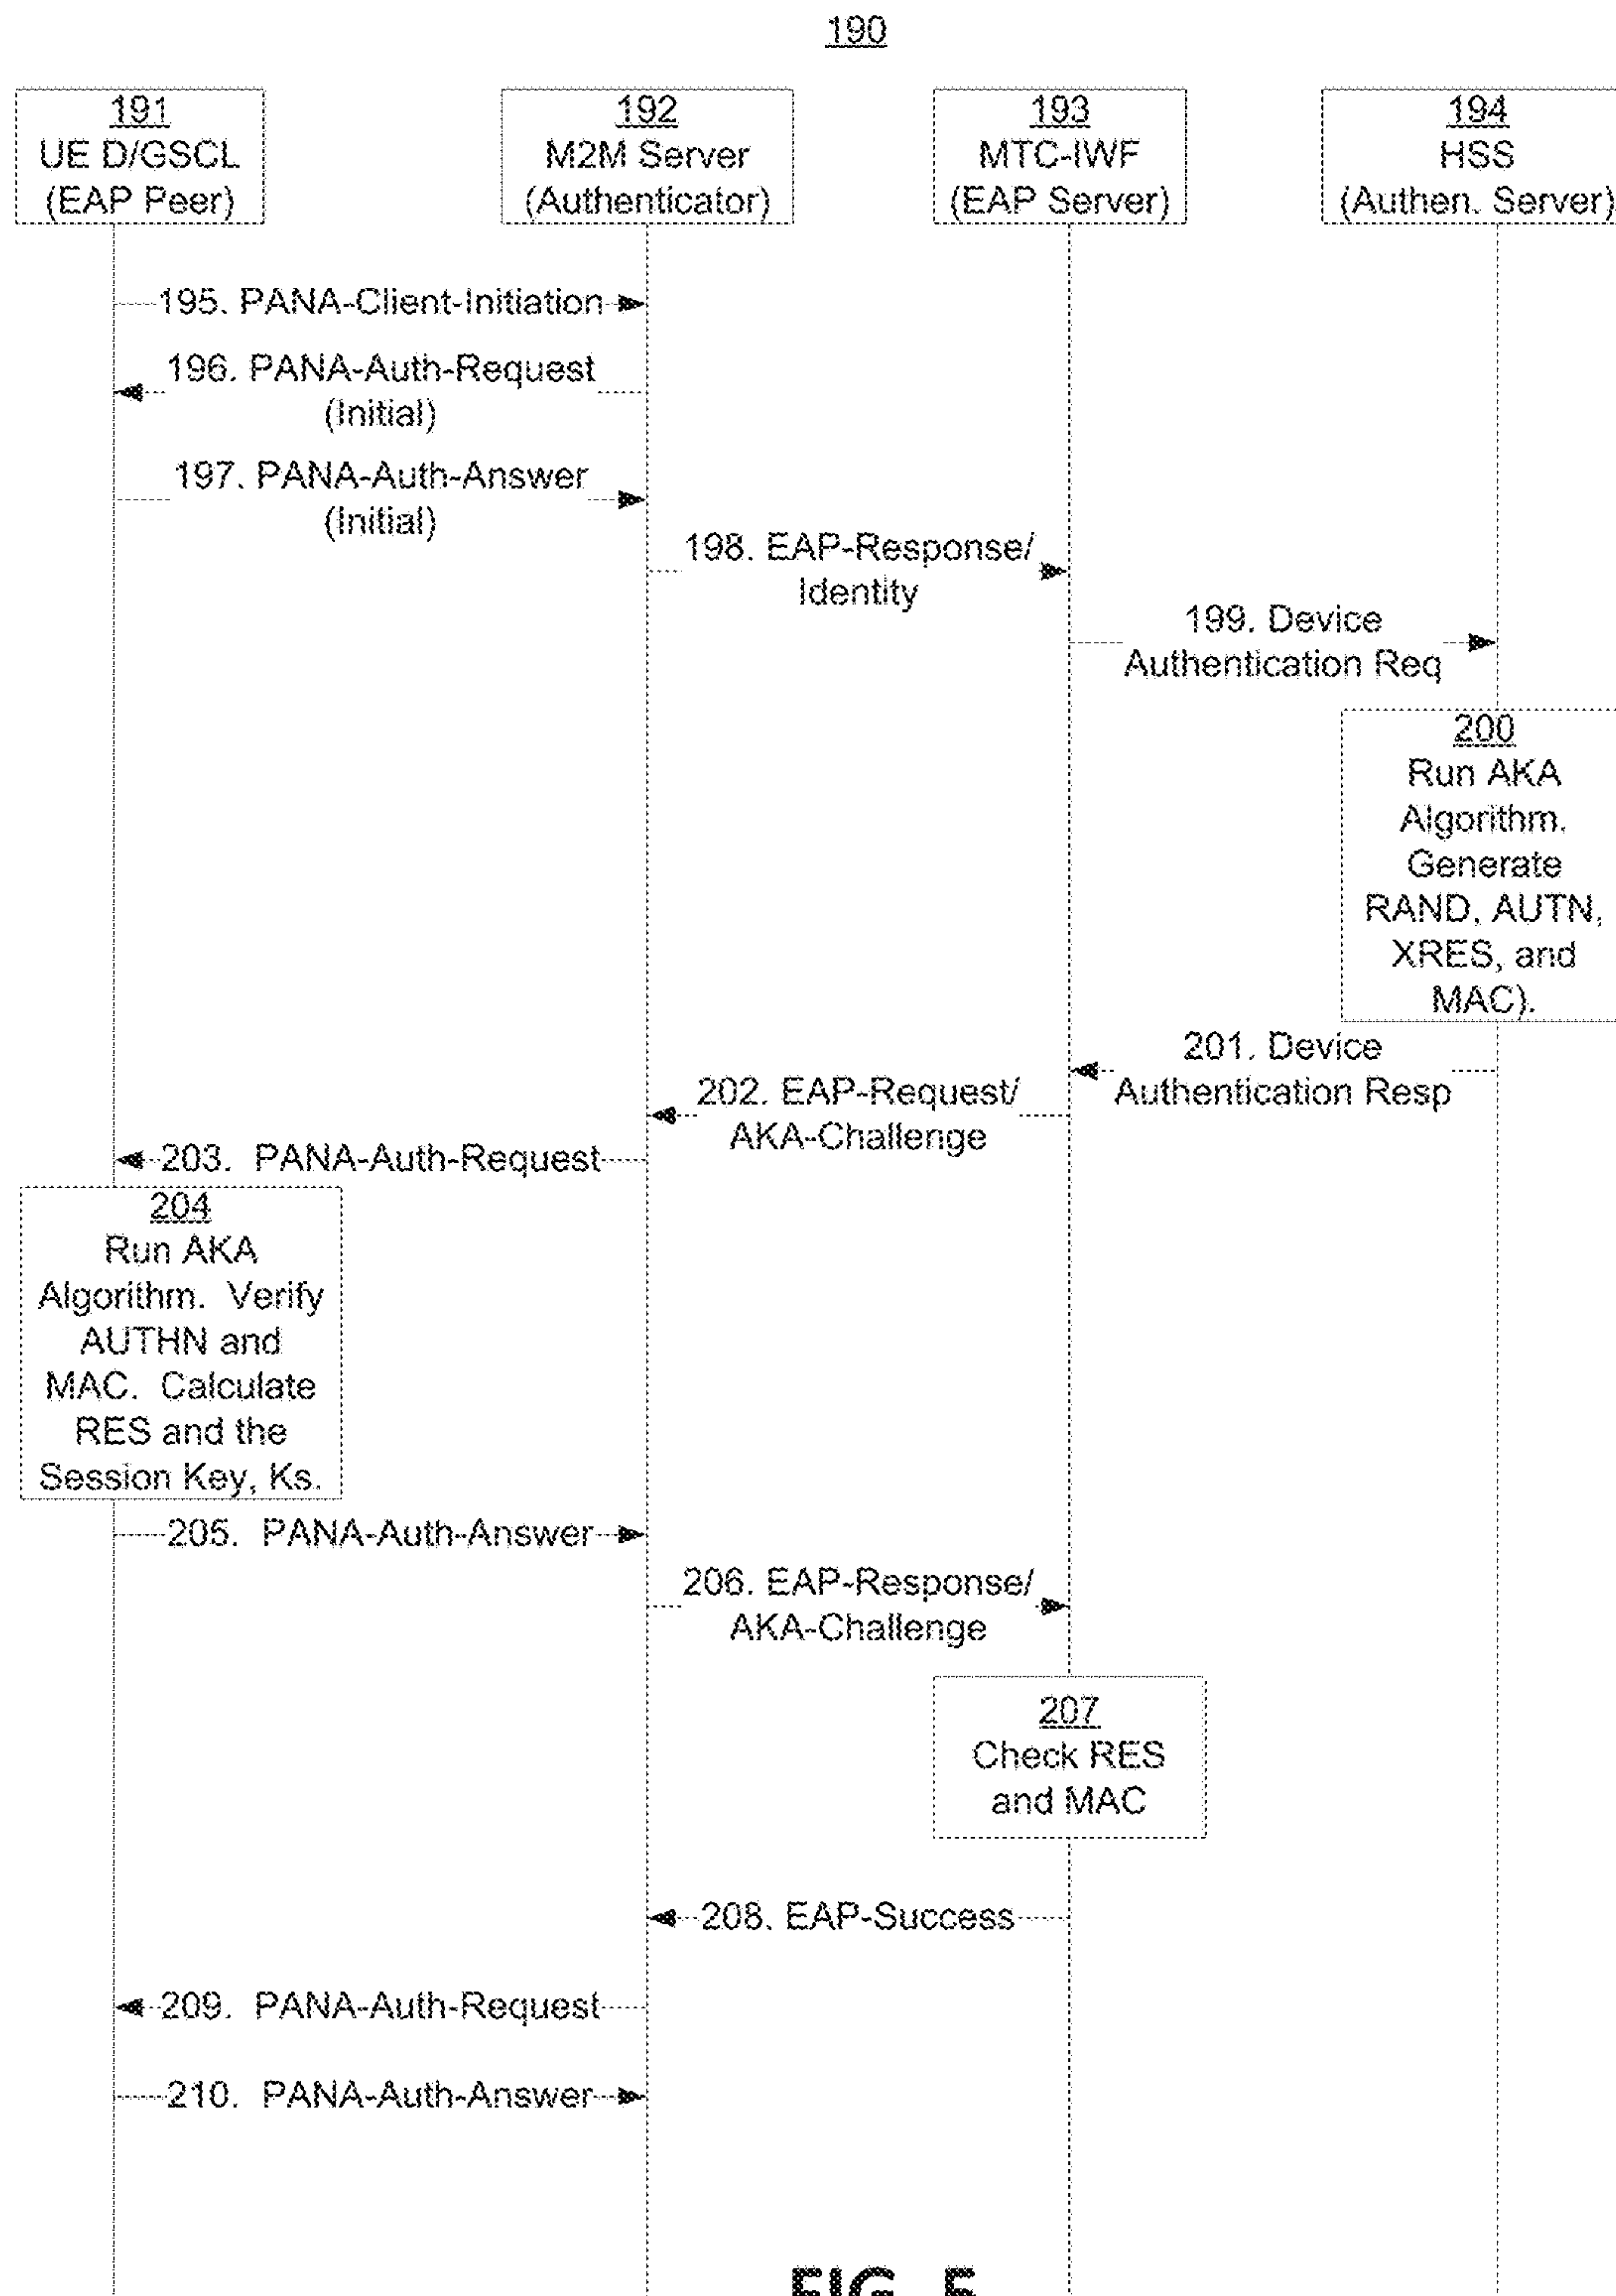 190
191
UE D/GSCL
(EAP Peer)
192
M2M Server
(Authenticator)
193
MTC-IWF
(EAP Server)
194
HSS
(Authen. Server)
195. PANA-Client-Initiation
196. PANA-Auth-Request
(Initial)
197. PANA-Auth-Answer
(Initial)
198. EAP-Response/
Identity
199. Device
Authentication Req
200
Run AKA
Algorithm.
Generate
RAND, AUTN,
XRES, and
MAC).
201. Device
Authentication Resp
202. EAP-Request/
AKA-Challenge
203. PANA-Auth-Request
204
Run AKA
Algorithm. Verify
AUTHN and
MAC. Calculate
RES and the
Session Key, Ks.
205. PANA-Auth-Answer
206. EAP-Response/
AKA-Challenge
207
Check RES
and MAC
208. EAP-Success
209. PANA-Auth-Request
210. PANA-Auth-Answer
FIG. 5